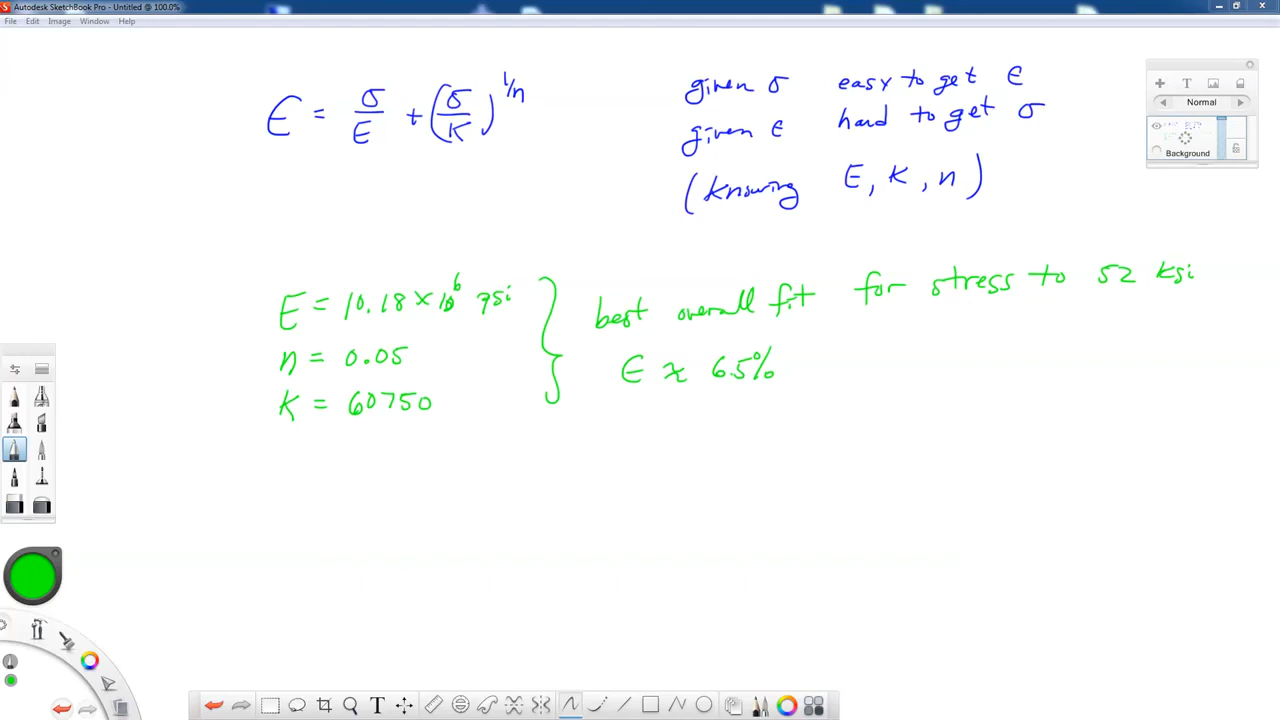 Autodesk SketchBook Pro - Untitled @ 100.0%
File Edit Image Window Help
ϵ = σ/E + (σ/K)^1/n
given σ easy to get ϵ
given ϵ hard to get σ
(knowing E, K, n)
Normal
Background
E = 10.18 × 10^6 psi
n = 0.05
K = 60750
best overall fit for stress to 52 ksi
ϵ ≈ 6.5%